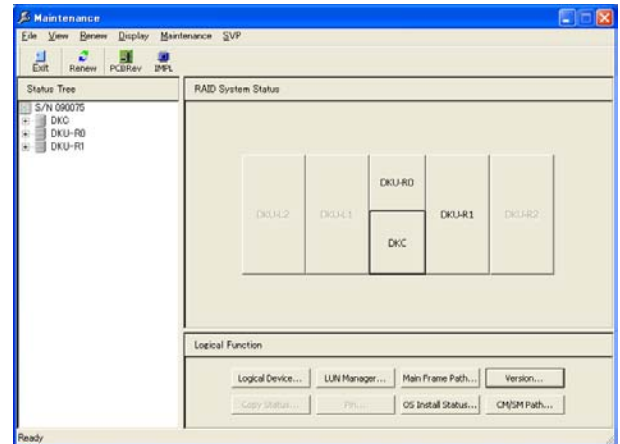 Maintenance
File View Renew Display Maintenance SVP
Exit Renew PCBRev IMPL
Status Tree
S/N 090075
DKC
DKU-R0
DKU-R1
RAID System Status
DKU-L2 DKU-L1 DKU-R0 DKC DKU-R1 DKU-R2
Logical Function
Logical Device... LUN Manager... Main Frame Path... Version...
Copy Status... Pin... OS Install Status... CM/SM Path...
Ready